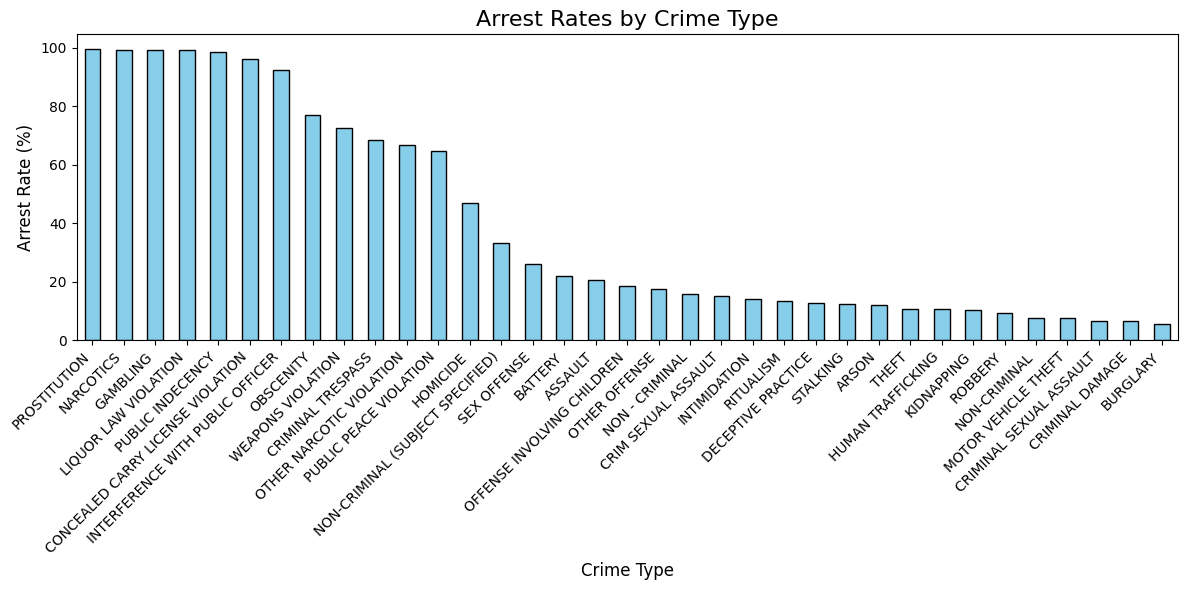 Arrest Rates by Crime Type
Arrest Rate (%)
100
80
60
40
20
0
PROSTITUTION
NARCOTICS
GAMBLING
LIQUOR LAW VIOLATION
PUBLIC INDECENCY
CONCEALED CARRY LICENSE VIOLATION
INTERFERENCE WITH PUBLIC OFFICER
OBSCENITY
WEAPONS VIOLATION
CRIMINAL TRESPASS
OTHER NARCOTIC VIOLATION
PUBLIC PEACE VIOLATION
HOMICIDE
NON-CRIMINAL (SUBJECT SPECIFIED)
SEX OFFENSE
BATTERY
ASSAULT
OFFENSE INVOLVING CHILDREN
OTHER OFFENSE
NON - CRIMINAL
CRIM SEXUAL ASSAULT
INTIMIDATION
RITUALISM
DECEPTIVE PRACTICE
STALKING
ARSON
THEFT
HUMAN TRAFFICKING
KIDNAPPING
ROBBERY
NON-CRIMINAL
MOTOR VEHICLE THEFT
CRIMINAL SEXUAL ASSAULT
CRIMINAL DAMAGE
BURGLARY
Crime Type